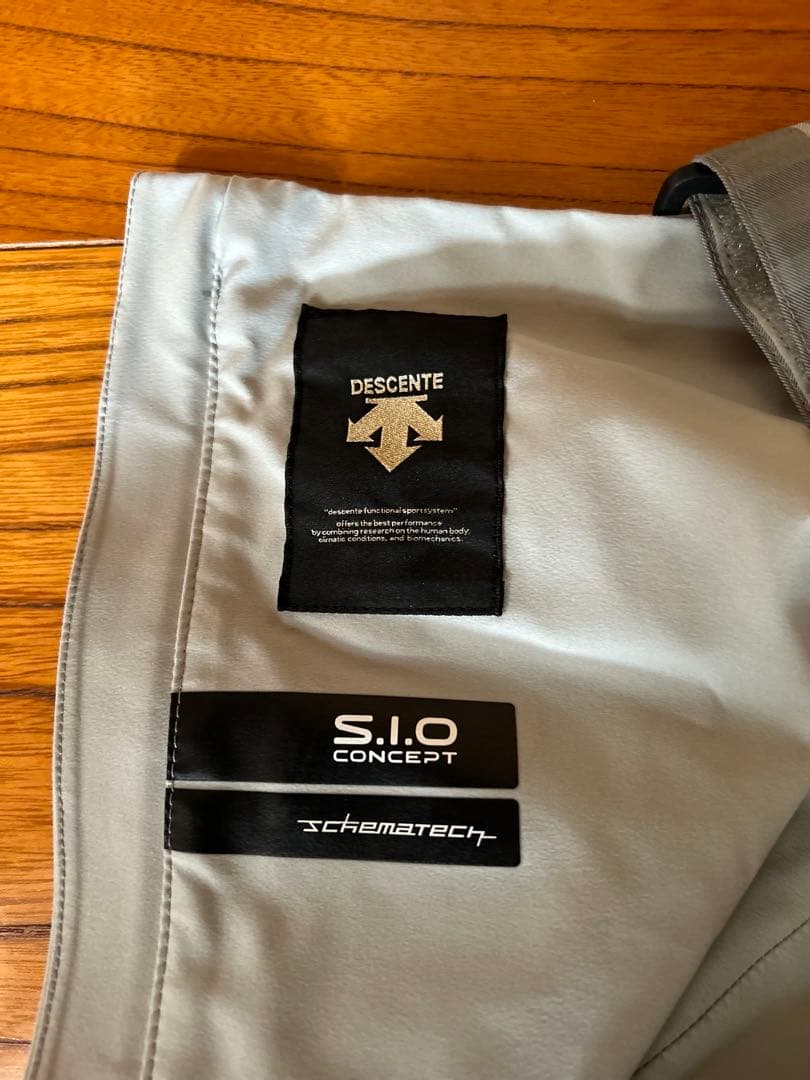 DESCENTE
"descente functional sportsystem"
offers the best performance
by combining research on the human body,
climatic conditions, and biomechanics.
S.I.O
CONCEPT
schematech